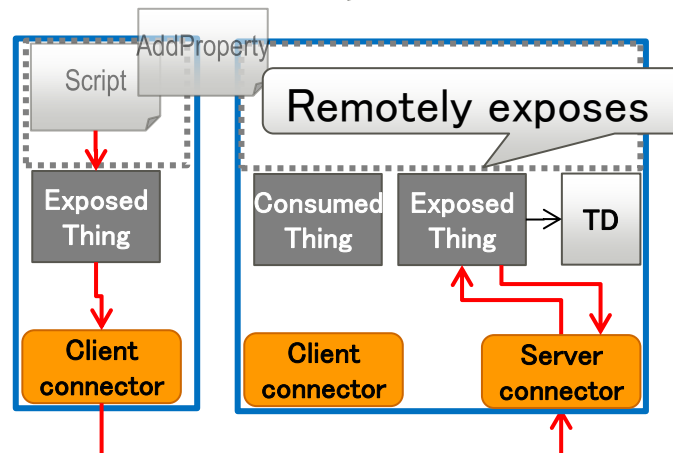 AddProperty
Script
Remotely exposes
Exposed
Thing
Consumed
Thing
Exposed
Thing
TD
Client
connector
Client
connector
Server
connector